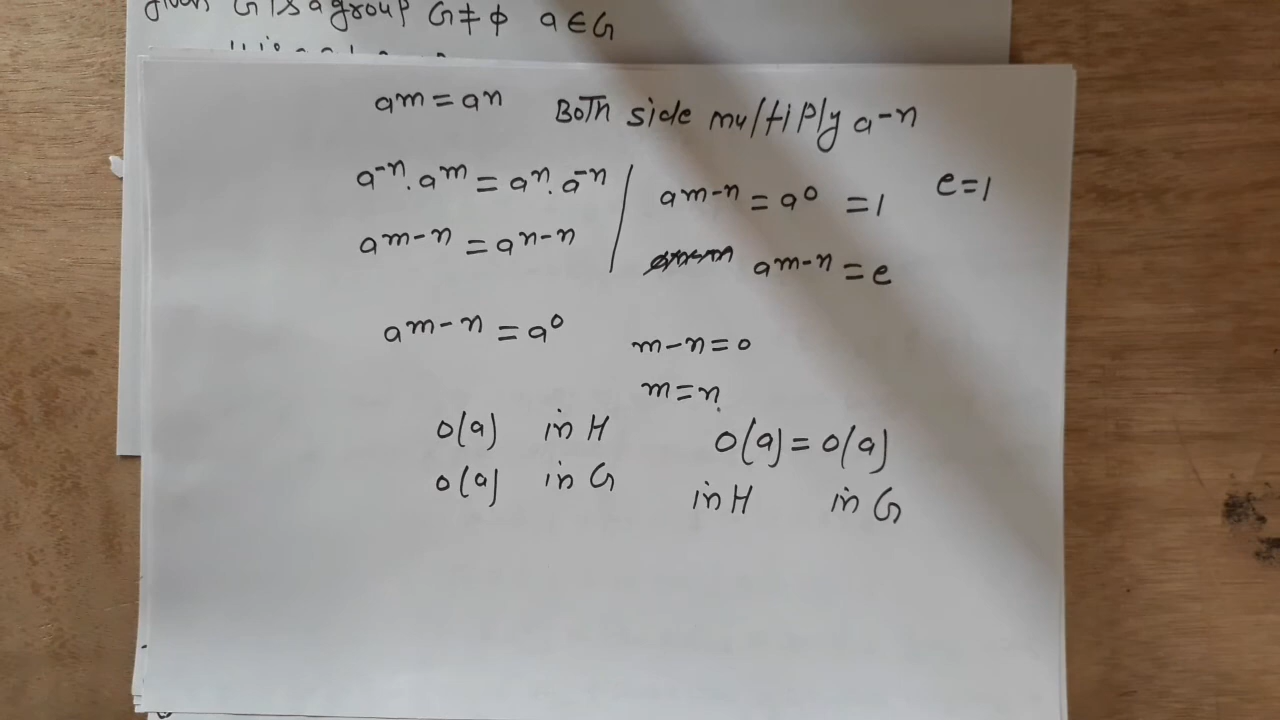 given G is a group G ≠ ϕ a ∈ G
am = an Both side multiply a-n
a⁻ⁿ . aᵐ = aⁿ . a⁻ⁿ
am-n = a⁰ = 1 e = 1
am-n = an-n
am-n = e
am-n = a⁰
m-n = 0
m = n
o(a) in H
o(a) in G
o(a) = o(a)
in H in G